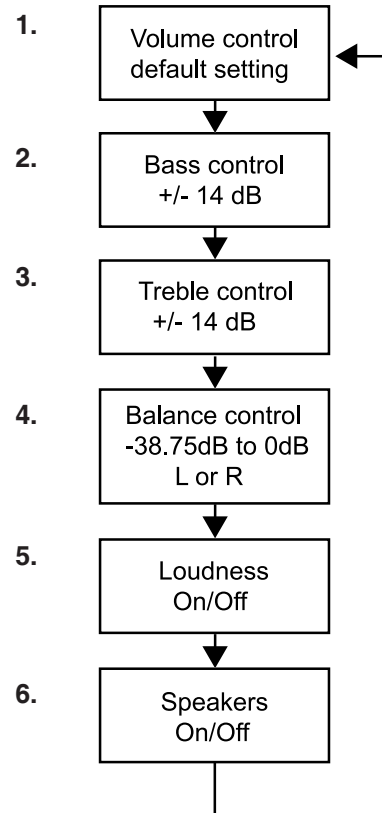 1.
Volume control
default setting
2.
Bass control
+/- 14 dB
3.
Treble control
+/- 14 dB
4.
Balance control
-38.75dB to 0dB
L or R
5.
Loudness
On/Off
6.
Speakers
On/Off